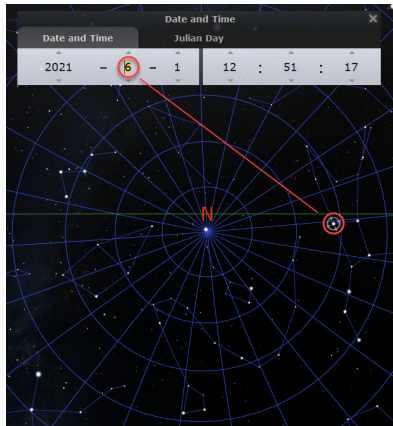 Date and Time
Date and Time Julian Day
2021 - 6 - 1 12 : 51 : 17
N